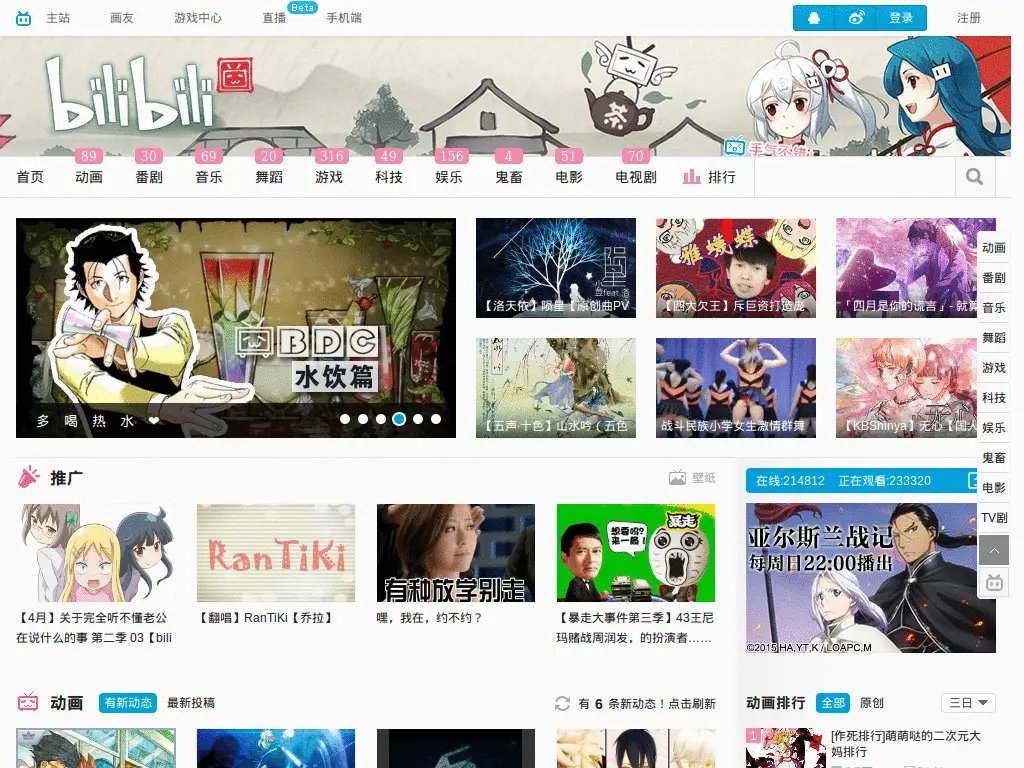 主站 画友 游戏中心 直播 Beta 手机端 登录 注册
bilibili
茶
手气不错
89 30 69 20 316 49 156 4 51 70
首页 动画 番剧 音乐 舞蹈 游戏 科技 娱乐 鬼畜 电影 电视剧 排行
BDC
水饮篇
多 喝 热 水 ❤
陨星
【洛天依】陨星【原创曲PV
雅蠛蝶
【四大欠王】斥巨资打造庞
「四月是你的谎言」- 就算
【五声·十色】山水吟（五色
战斗民族小学女生激情群舞
【KBShinya】无心【国人
动画
番剧
音乐
舞蹈
游戏
科技
娱乐
鬼畜
电影
TV剧
推广 壁纸
在线:214812 正在观看:233320
RanTiKi
有种放学别走
想要吗?
来一局!
暴走
亚尔斯兰战记
每周日22:00播出
©2015 HA,YT,K / LOAPC,M
【4月】关于完全听不懂老公
在说什么的事 第二季 03【bili
【翻唱】RanTiKi【乔拉】
嘿，我在，约不约？
【暴走大事件第三季】43王尼
玛赌战周润发，的扮演者……
动画 有新动态 最新投稿 有 6 条新动态！点击刷新
动画排行 全部 原创 三日
1
[作死排行]萌萌哒的二次元大
妈排行